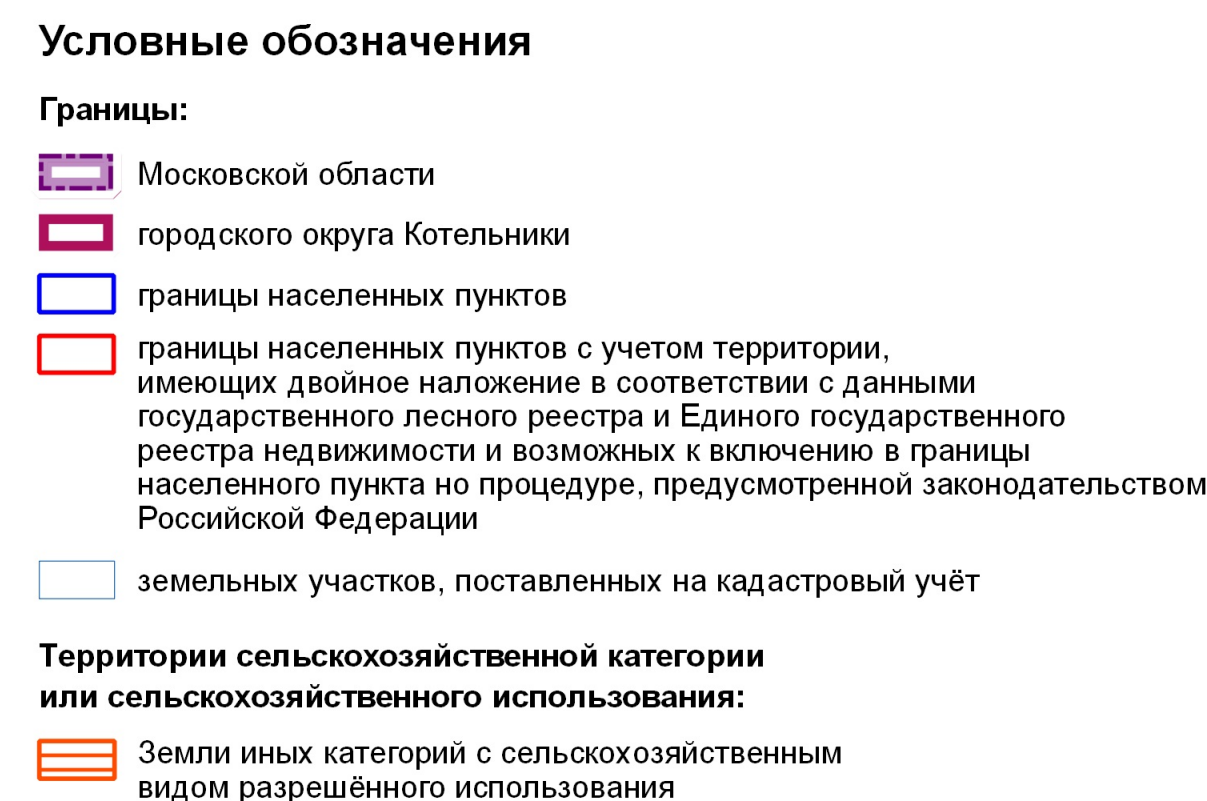 Условные обозначения
Границы:
Московской области
городского округа Котельники
границы населенных пунктов
границы населенных пунктов с учетом территории,
имеющих двойное наложение в соответствии с данными
государственного лесного реестра и Единого государственного
реестра недвижимости и возможных к включению в границы
населенного пункта но процедуре, предусмотренной законодательством
Российской Федерации
земельных участков, поставленных на кадастровый учёт
Территории сельскохозяйственной категории
или сельскохозяйственного использования:
Земли иных категорий с сельскохозяйственным
видом разрешённого использования